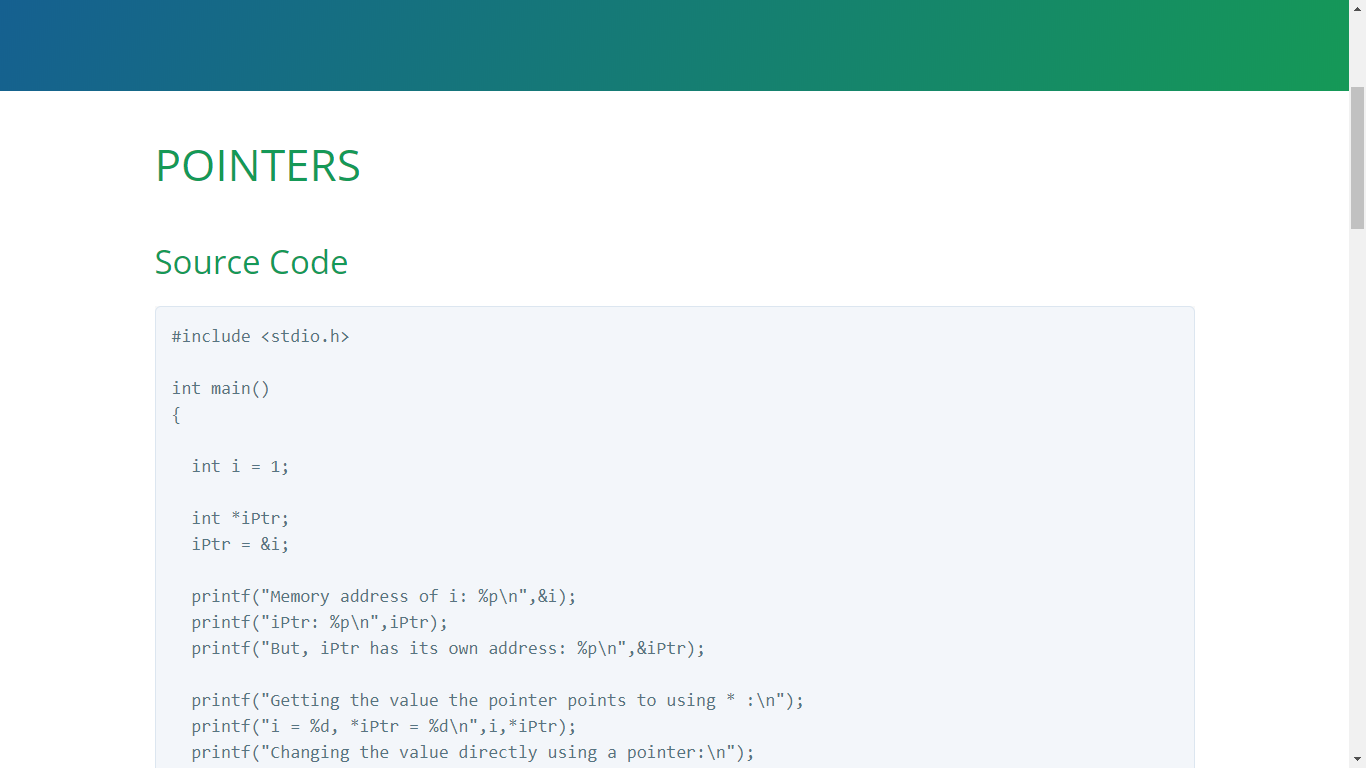 POINTERS
Source Code
#include <stdio.h>
int main()
{
int i = 1;
int *iPtr;
iPtr = &i;
printf("Memory address of i: %p\n",&i);
printf("iPtr: %p\n",iPtr);
printf("But, iPtr has its own address: %p\n",&iPtr);
printf("Getting the value the pointer points to using * :\n");
printf("i = %d, *iPtr = %d\n",i,*iPtr);
printf("Changing the value directly using a pointer:\n");